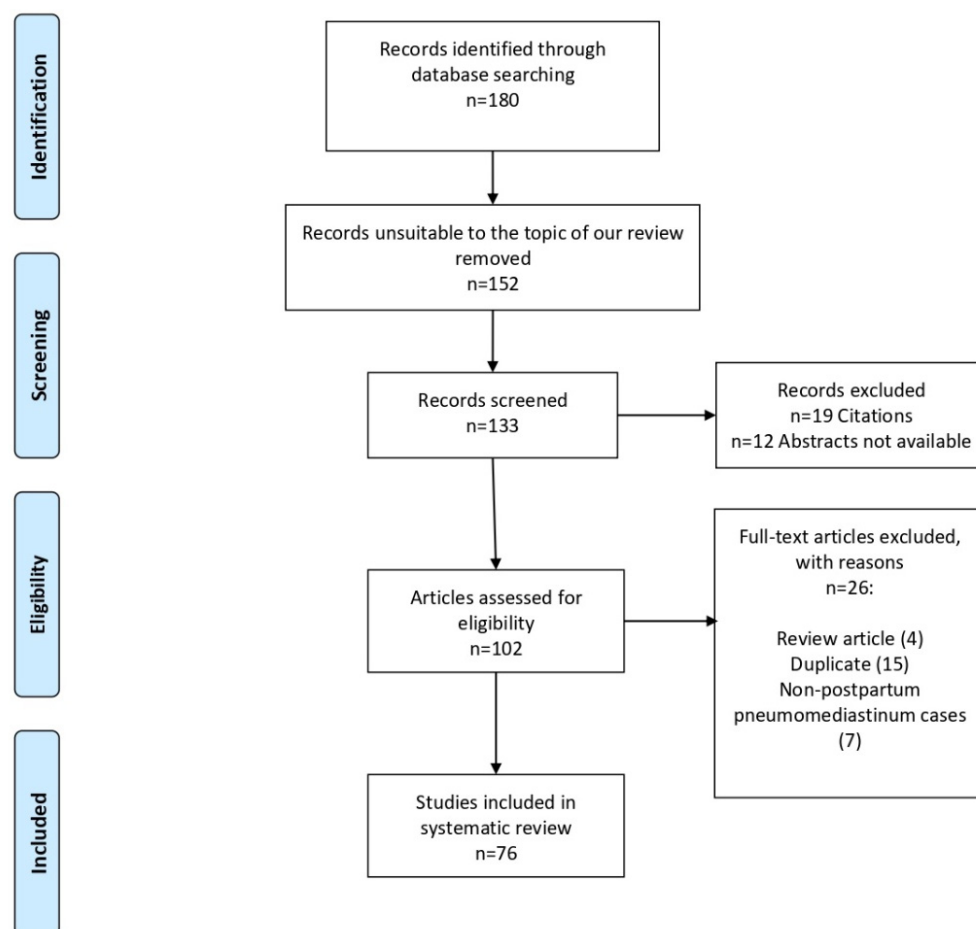 Identification
Records identified through
database searching
n=180
Records unsuitable to the topic of our review
removed
n=152
Screening
Records screened
n=133
Records excluded
n=19 Citations
n=12 Abstracts not available
Eligibility
Articles assessed for
eligibility
n=102
Full-text articles excluded,
with reasons
n=26:
Review article (4)
Duplicate (15)
Non-postpartum
pneumomediastinum cases
(7)
Included
Studies included in
systematic review
n=76